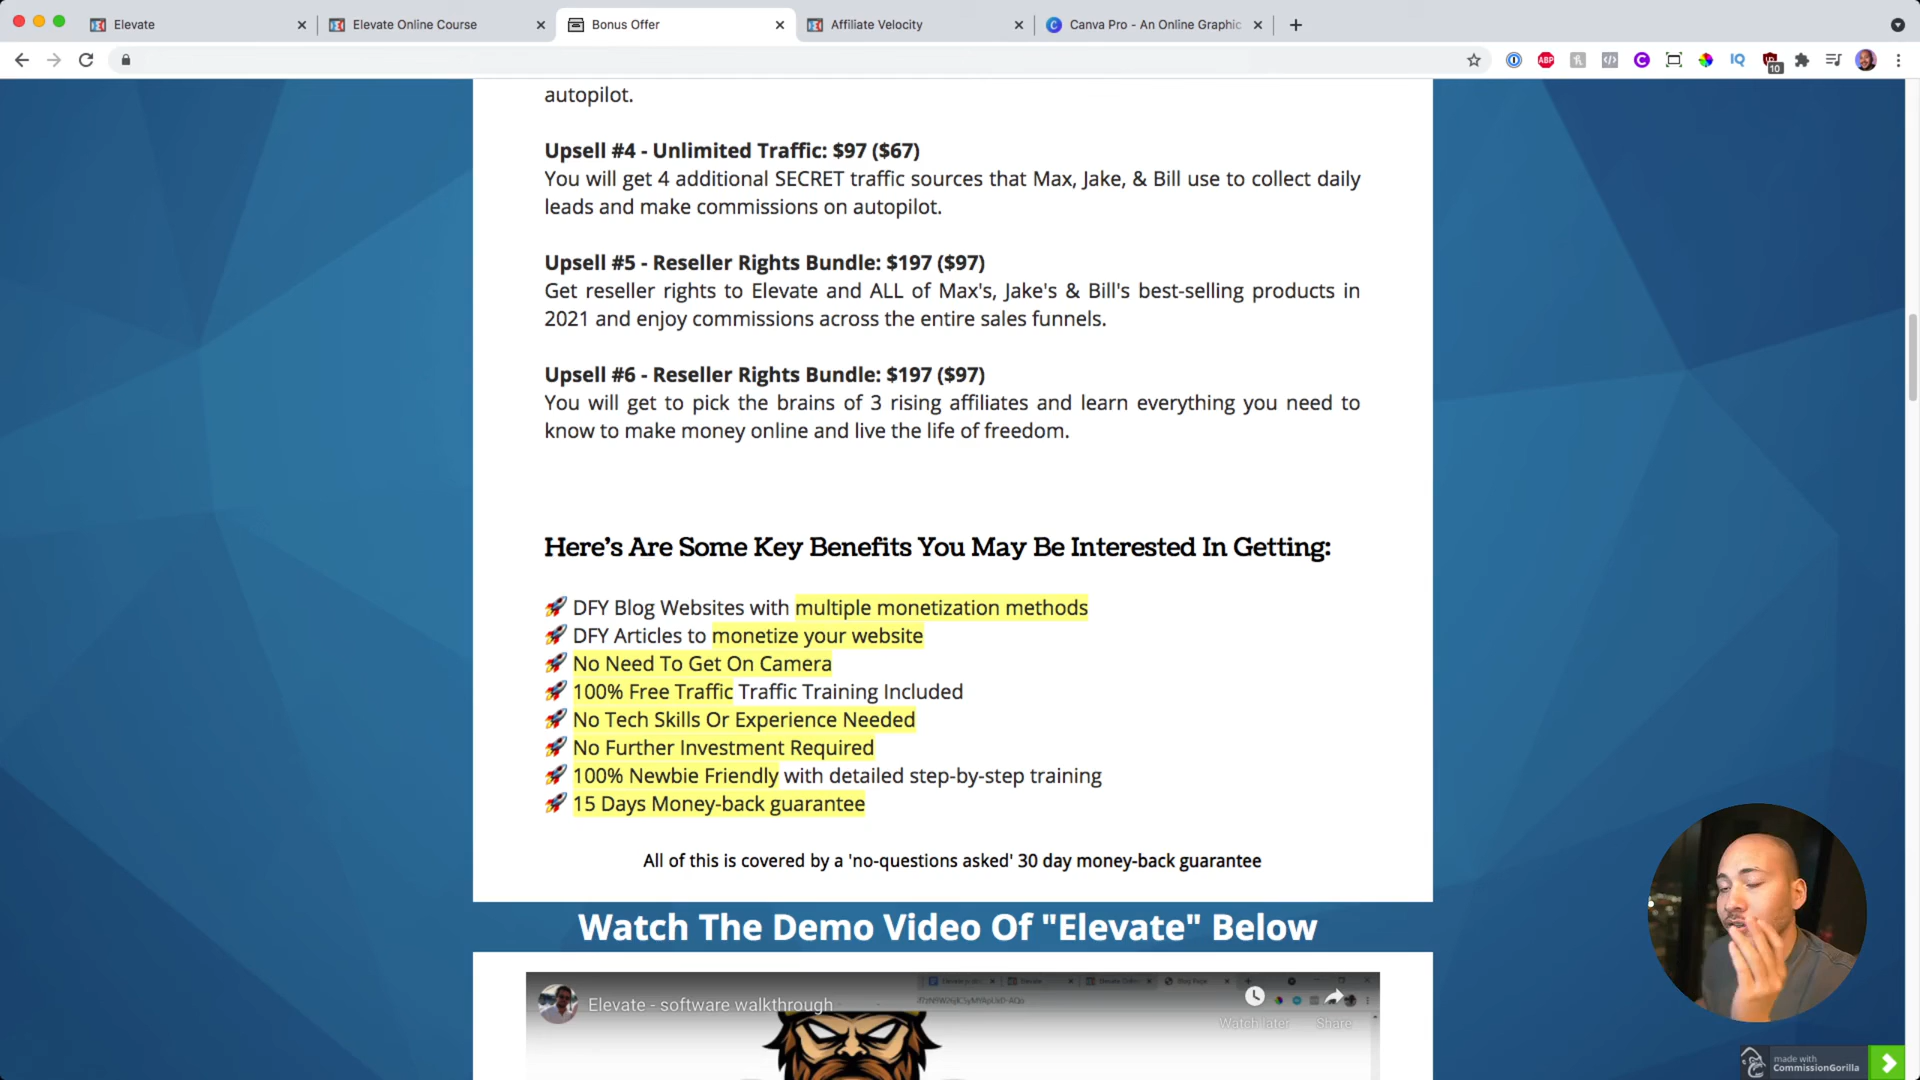 Elevate
Elevate Online Course
Bonus Offer
Affiliate Velocity
Canva Pro - An Online Graphic
ABP
IQ
10
autopilot.
Upsell #4 - Unlimited Traffic: $97 ($67)
You will get 4 additional SECRET traffic sources that Max, Jake, & Bill use to collect daily
leads and make commissions on autopilot.
Upsell #5 - Reseller Rights Bundle: $197 ($97)
Get reseller rights to Elevate and ALL of Max's, Jake's & Bill's best-selling products in
2021 and enjoy commissions across the entire sales funnels.
Upsell #6 - Reseller Rights Bundle: $197 ($97)
You will get to pick the brains of 3 rising affiliates and learn everything you need to
know to make money online and live the life of freedom.
Here's Are Some Key Benefits You May Be Interested In Getting:
DFY Blog Websites with multiple monetization methods
DFY Articles to monetize your website
No Need To Get On Camera
100% Free Traffic Traffic Training Included
No Tech Skills Or Experience Needed
No Further Investment Required
100% Newbie Friendly with detailed step-by-step training
15 Days Money-back guarantee
All of this is covered by a 'no-questions asked' 30 day money-back guarantee
Watch The Demo Video Of "Elevate" Below
Elevate - software walkthrough
Watch later
Share
made with
CommissionGorilla